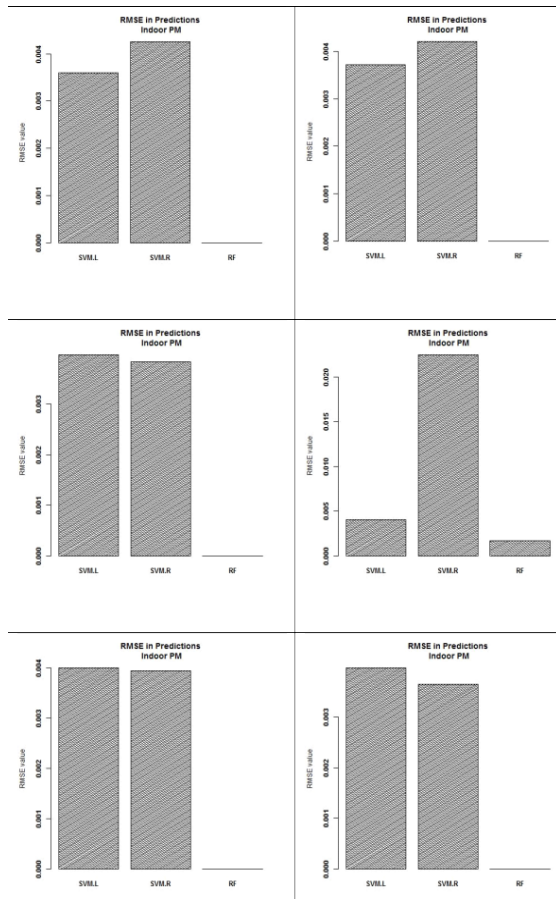 RMSE in Predictions
Indoor PM
RMSE value
0.004
0.003
0.002
0.001
0.000
SVM.L SVM.R RF
RMSE in Predictions
Indoor PM
RMSE value
0.004
0.003
0.002
0.001
0.000
SVM.L SVM.R RF
RMSE in Predictions
Indoor PM
RMSE value
0.003
0.002
0.001
0.000
SVM.L SVM.R RF
RMSE in Predictions
Indoor PM
RMSE value
0.020
0.015
0.010
0.005
0.000
SVM.L SVM.R RF
RMSE in Predictions
Indoor PM
RMSE value
0.004
0.003
0.002
0.001
0.000
SVM.L SVM.R RF
RMSE in Predictions
Indoor PM
RMSE value
0.003
0.002
0.001
0.000
SVM.L SVM.R RF